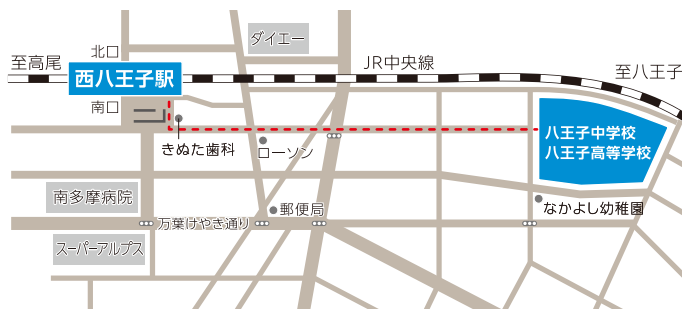 ダイエー
北口
至高尾
JR中央線
至八王子
西八王子駅
南口
きぬた歯科
ローソン
八王子中学校
八王子高等学校
南多摩病院
郵便局
なかよし幼稚園
万葉けやき通り
スーパーアルプス